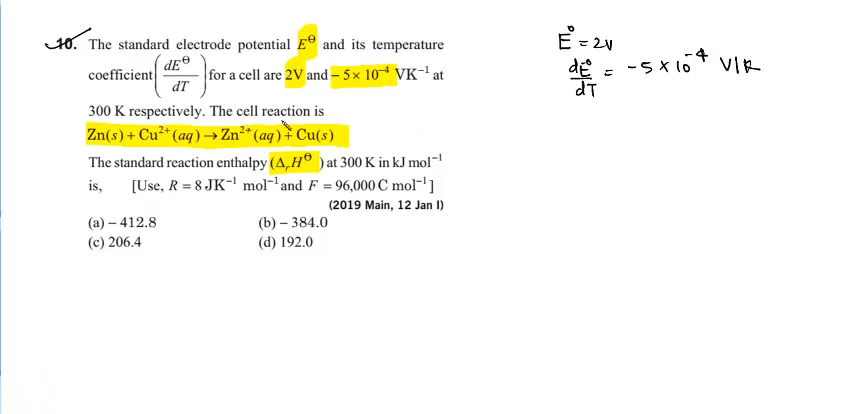 10. The standard electrode potential E⊖ and its temperature
coefficient (dE⊖/dT) for a cell are 2V and – 5 × 10⁻⁴ VK⁻¹ at
300 K respectively. The cell reaction is
Zn(s) + Cu²⁺(aq) → Zn²⁺(aq) + Cu(s)
The standard reaction enthalpy (ΔᵣH⊖) at 300 K in kJ mol⁻¹
is, [Use, R = 8 JK⁻¹ mol⁻¹ and F = 96,000 C mol⁻¹]
(2019 Main, 12 Jan I)
(a) – 412.8 (b) – 384.0
(c) 206.4 (d) 192.0
E° = 2V
dE°/dT = -5 × 10⁻⁴ V/K